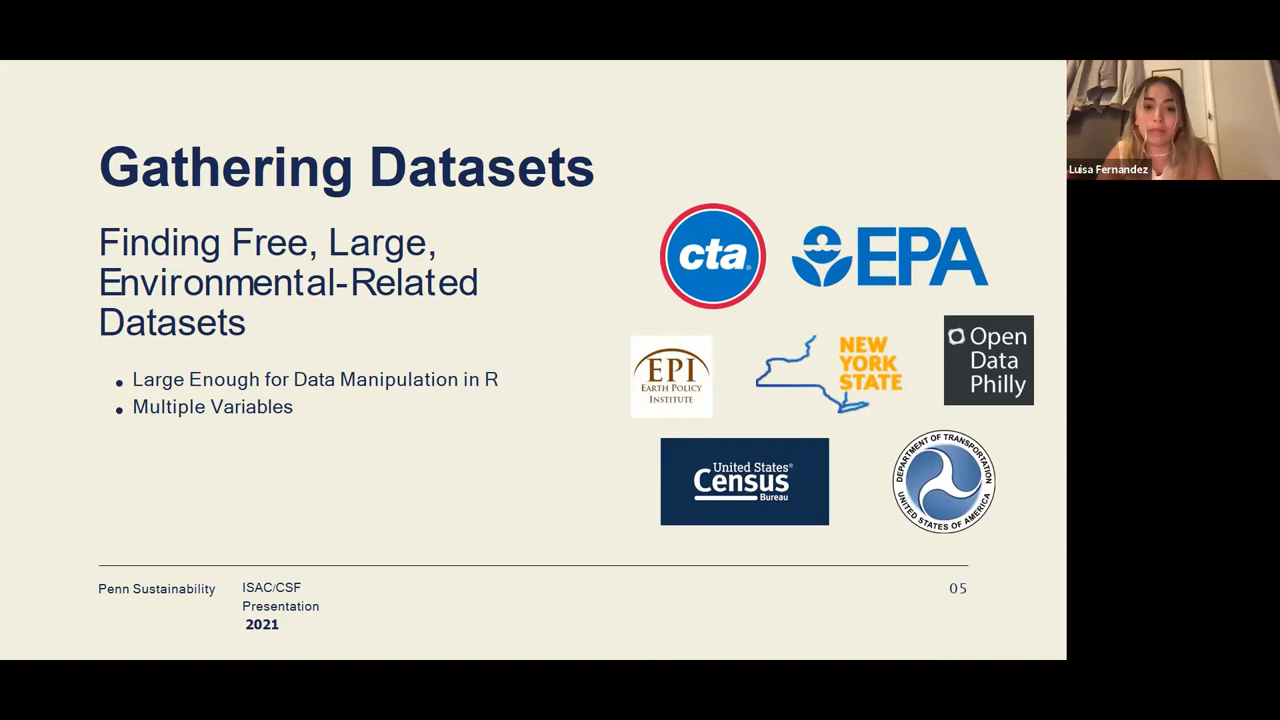 Gathering Datasets
Finding Free, Large,
Environmental-Related
Datasets
Large Enough for Data Manipulation in R
Multiple Variables
cta
EPA
EPI
EARTH POLICY
INSTITUTE
NEW
YORK
STATE
Open
Data
Philly
United States®
Census
Bureau
DEPARTMENT OF TRANSPORTATION
UNITED STATES OF AMERICA
Penn Sustainability
ISAC/CSF
Presentation
2021
05
Luisa Fernandez